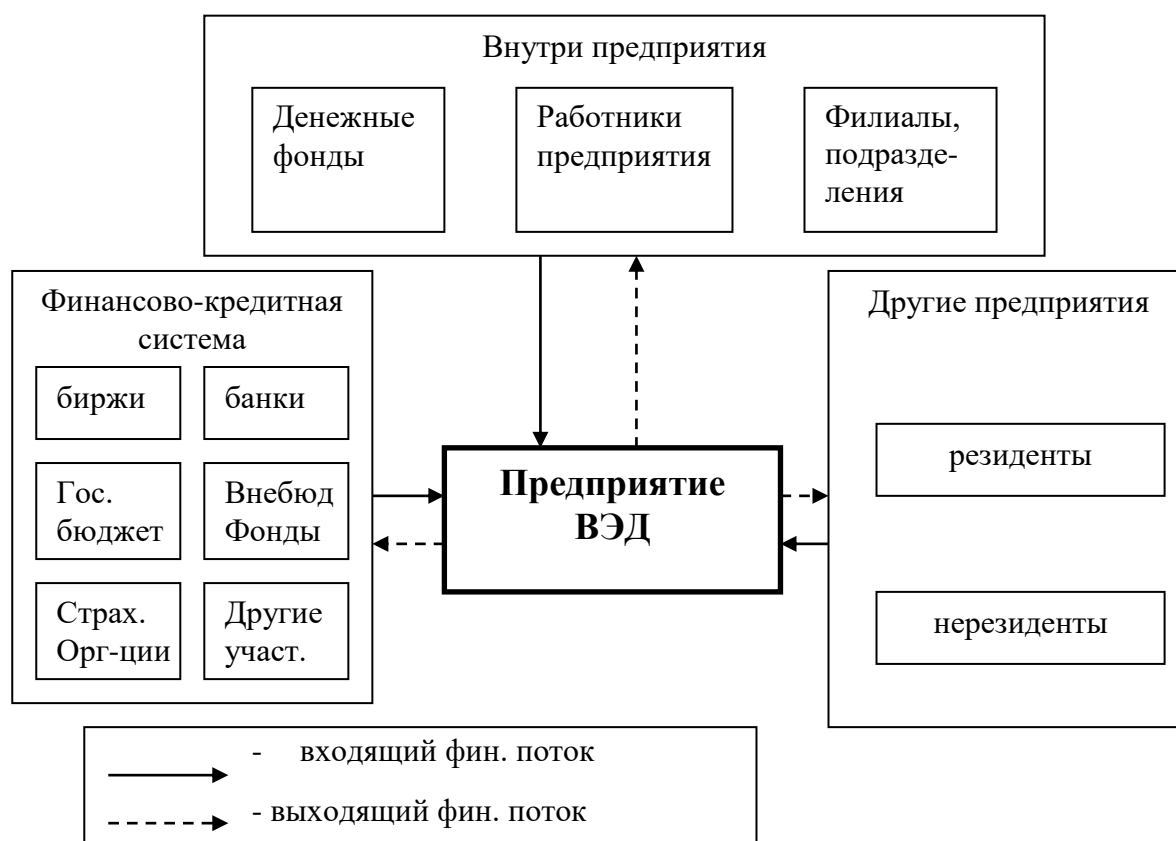 Внутри предприятия
Денежные
фонды
Работники
предприятия
Филиалы,
подразде-
ления
Финансово-кредитная
система
биржи
банки
Гос.
бюджет
Внебюд
Фонды
Страх.
Орг-ции
Другие
участ.
Предприятие
ВЭД
Другие предприятия
резиденты
нерезиденты
- входящий фин. поток
- выходящий фин. поток